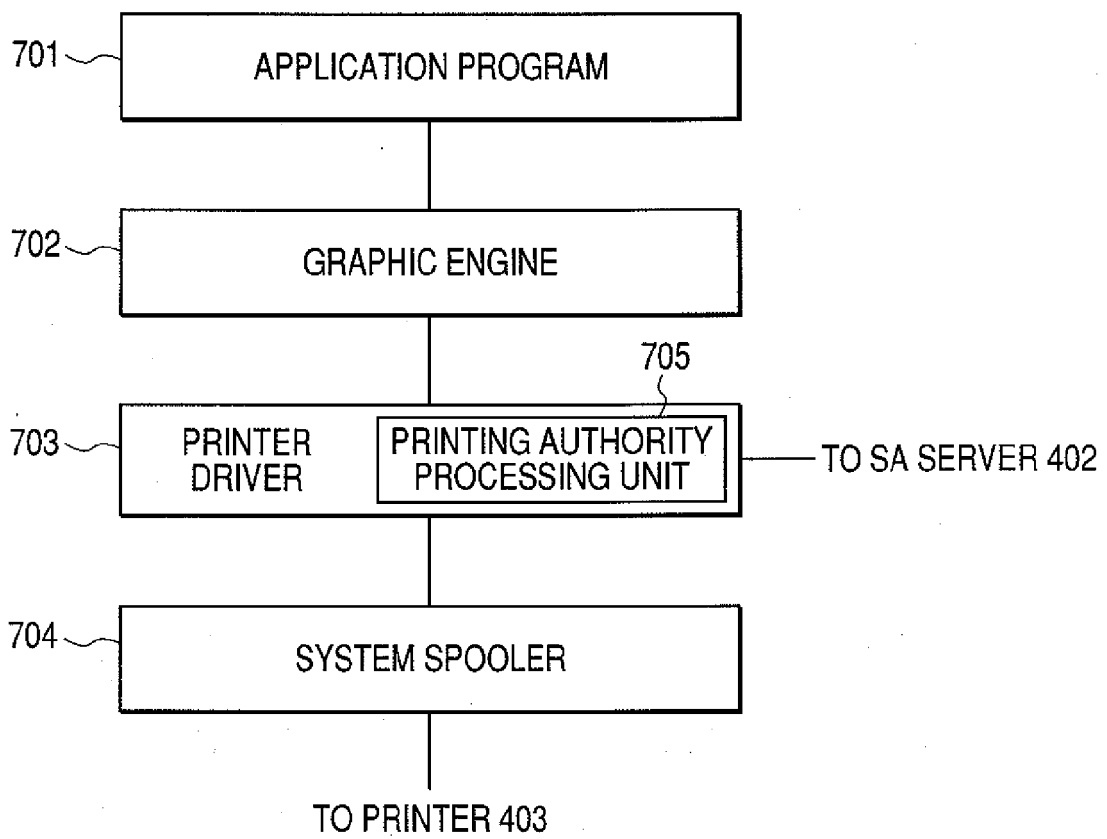 701
APPLICATION PROGRAM
702
GRAPHIC ENGINE
705
703
PRINTER
DRIVER
PRINTING AUTHORITY
PROCESSING UNIT
TO SA SERVER 402
704
SYSTEM SPOOLER
TO PRINTER 403